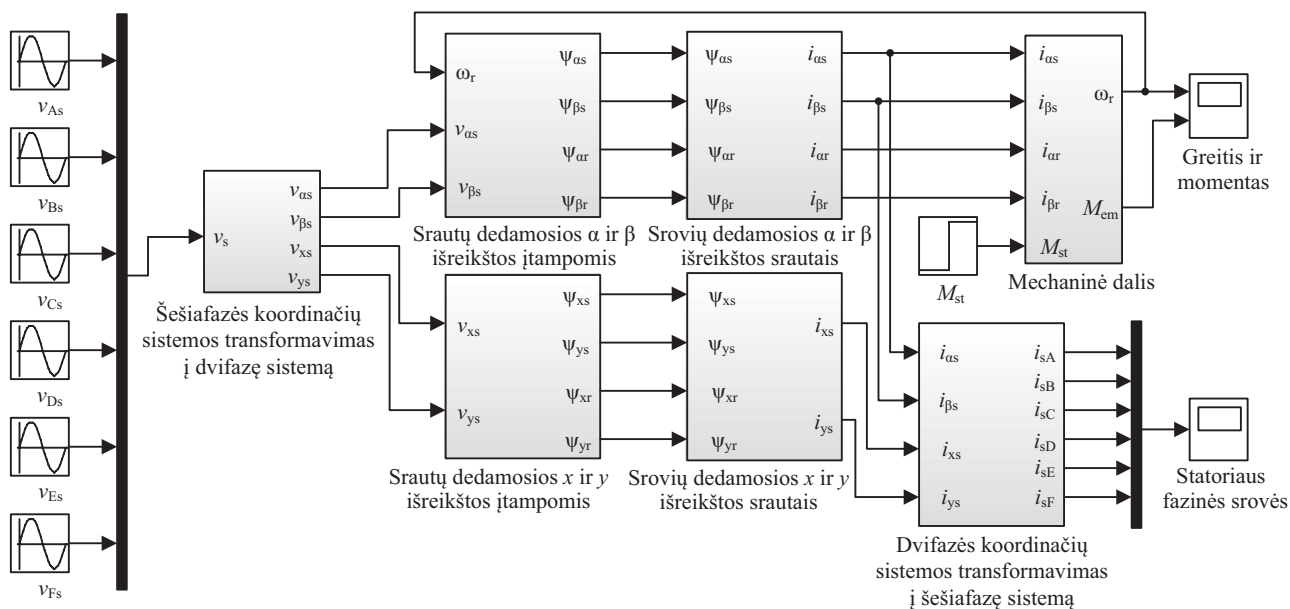 v_As
v_Bs
v_Cs
v_Ds
v_Es
v_Fs
v_s
v_αs
v_βs
v_xs
v_ys
Šešiafazės koordinačių
sistemos transformavimas
į dvifazę sistemą
ω_r
v_αs
v_βs
ψ_αs
ψ_βs
ψ_αr
ψ_βr
Srautų dedamosios α ir β
išreikštos įtampomis
ψ_αs
ψ_βs
ψ_αr
ψ_βr
i_αs
i_βs
i_αr
i_βr
Srovių dedamosios α ir β
išreikštos srautais
v_xs
v_ys
ψ_xs
ψ_ys
ψ_xr
ψ_yr
Srautų dedamosios x ir y
išreikštos įtampomis
ψ_xs
ψ_ys
ψ_xr
ψ_yr
i_xs
i_ys
Srovių dedamosios x ir y
išreikštos srautais
M_st
i_αs
i_βs
i_αr
i_βr
M_st
ω_r
M_em
Mechaninė dalis
Greitis ir
momentas
i_αs
i_βs
i_xs
i_ys
i_sA
i_sB
i_sC
i_sD
i_sE
i_sF
Dvifazės koordinačių
sistemos transformavimas
į šešiafazę sistemą
Statoriaus
fazinės srovės